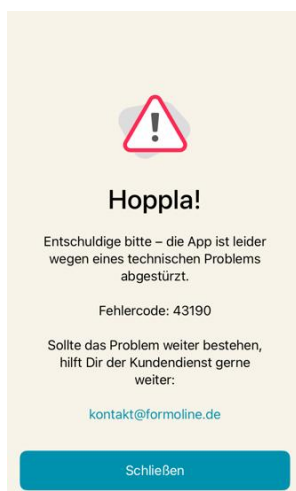 Hoppla!
Entschuldige bitte – die App ist leider
wegen eines technischen Problems
abgestürzt.
Fehlercode: 43190
Sollte das Problem weiter bestehen,
hilft Dir der Kundendienst gerne
weiter:
kontakt@formoline.de
Schließen